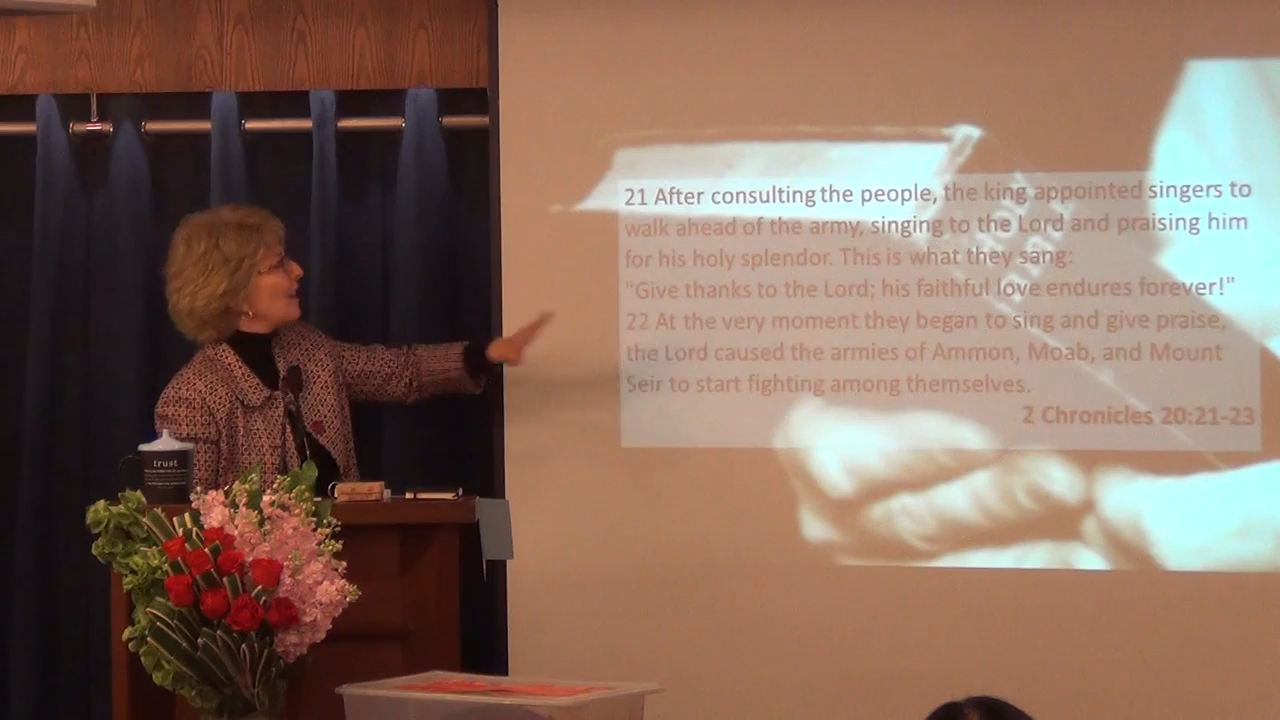 21 After consulting the people, the king appointed singers to
walk ahead of the army, singing to the Lord and praising him
for his holy splendor. This is what they sang:
"Give thanks to the Lord; his faithful love endures forever!"
22 At the very moment they began to sing and give praise,
the Lord caused the armies of Ammon, Moab, and Mount
Seir to start fighting among themselves.
2 Chronicles 20:21-23
HOLY
BIBLE
trust